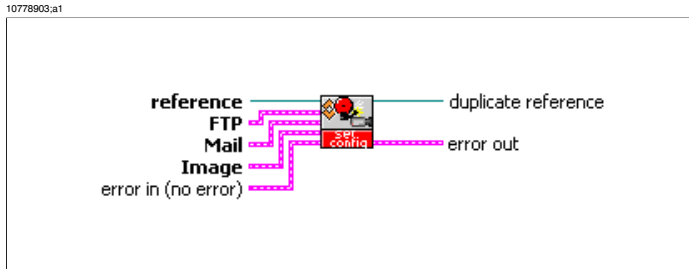 10778903;a1
reference
duplicate reference
FTP
set
Mail
config
error out
Image
error in (no error)